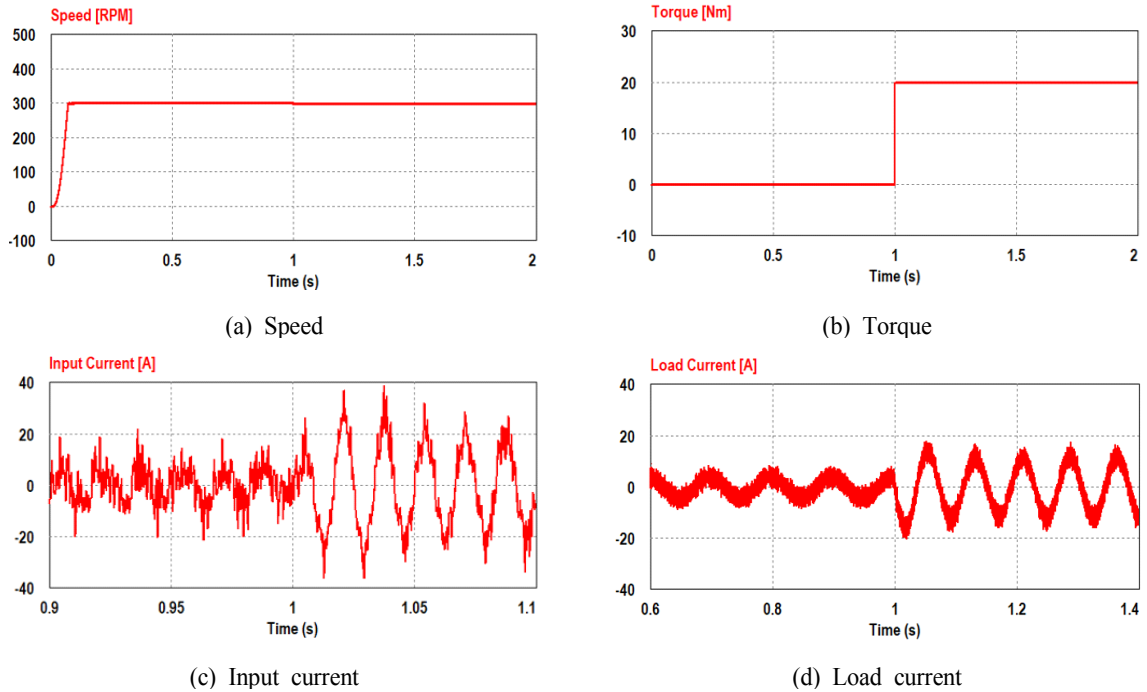 Speed [RPM]
500
400
300
200
100
0
-100
0 0.5 1 1.5 2
Time (s)
(a) Speed
Torque [Nm]
30
20
10
0
-10
0 0.5 1 1.5 2
Time (s)
(b) Torque
Input Current [A]
40
20
0
-20
-40
0.9 0.95 1 1.05 1.1
Time (s)
(c) Input current
Load Current [A]
40
20
0
-20
-40
0.6 0.8 1 1.2 1.4
Time (s)
(d) Load current